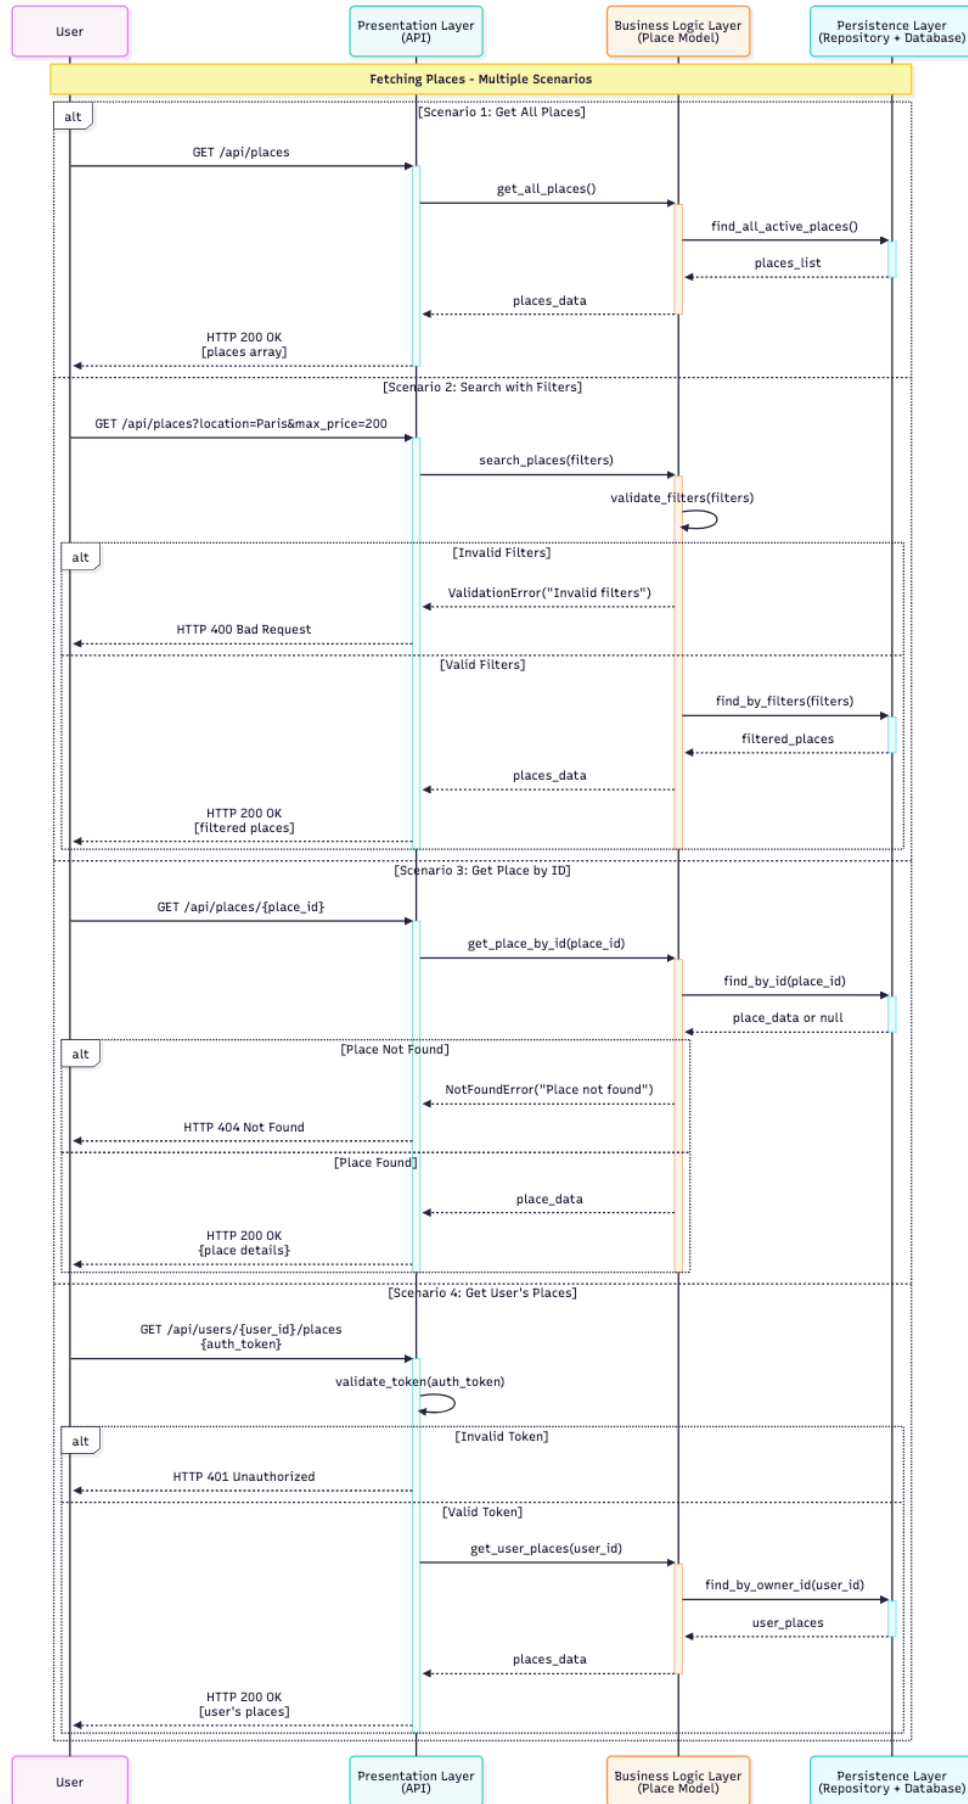 User
Presentation Layer
(API)
Business Logic Layer
(Place Model)
Persistence Layer
(Repository + Database)
Fetching Places - Multiple Scenarios
alt
[Scenario 1: Get All Places]
GET /api/places
get_all_places()
find_all_active_places()
places_list
places_data
HTTP 200 OK
[places array]
[Scenario 2: Search with Filters]
GET /api/places?location=Paris&max_price=200
search_places(filters)
validate_filters(filters)
alt
[Invalid Filters]
ValidationError("Invalid filters")
HTTP 400 Bad Request
[Valid Filters]
find_by_filters(filters)
filtered_places
places_data
HTTP 200 OK
[filtered places]
[Scenario 3: Get Place by ID]
GET /api/places/{place_id}
get_place_by_id(place_id)
find_by_id(place_id)
place_data or null
alt
[Place Not Found]
NotFoundError("Place not found")
HTTP 404 Not Found
[Place Found]
place_data
HTTP 200 OK
{place details}
[Scenario 4: Get User's Places]
GET /api/users/{user_id}/places
{auth_token}
validate_token(auth_token)
alt
[Invalid Token]
HTTP 401 Unauthorized
[Valid Token]
get_user_places(user_id)
find_by_owner_id(user_id)
user_places
places_data
HTTP 200 OK
[user's places]
User
Presentation Layer
(API)
Business Logic Layer
(Place Model)
Persistence Layer
(Repository + Database)